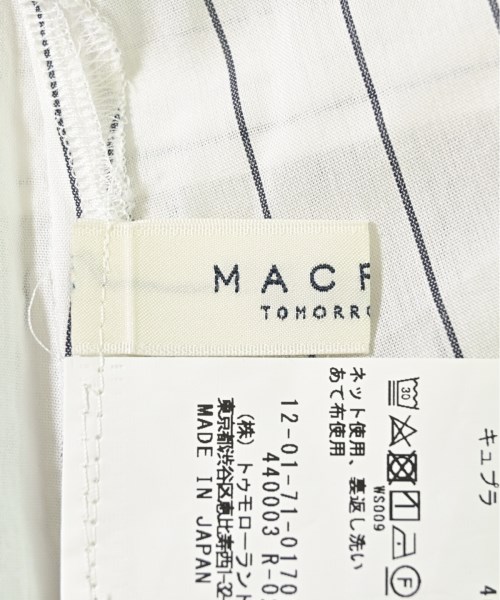 MACP
TOMORRO
キュプラ 4
30
F
ネット使用、裏返し洗い
あて布使用
WS009
12-01-71-0170
440003 R-0
(株) トゥモローランド
東京都渋谷区恵比寿西1-32-
MADE IN JAPAN